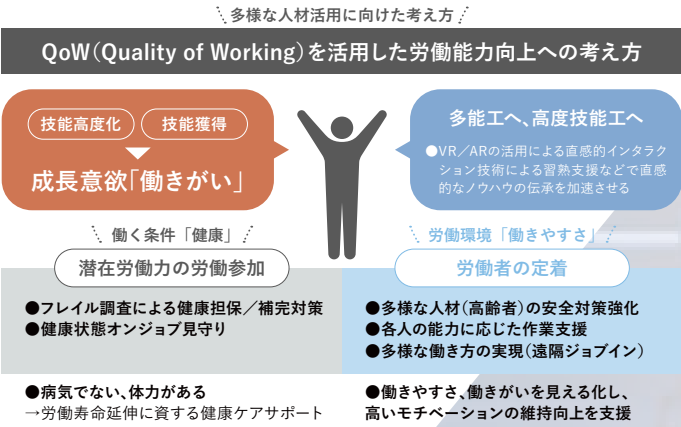 多様な人材活用に向けた考え方
QoW(Quality of Working)を活用した労働能力向上への考え方
技能高度化 技能獲得
成長意欲「働きがい」
多能工へ、高度技能工へ
●VR／ARの活用による直感的インタラ
クション技術による習熟支援などで直感
的なノウハウの伝承を加速させる
働く条件「健康」
潜在労働力の労働参加
労働環境「働きやすさ」
労働者の定着
●フレイル調査による健康担保／補完対策
●健康状態オンジョブ見守り
●多様な人材(高齢者)の安全対策強化
●各人の能力に応じた作業支援
●多様な働き方の実現(遠隔ジョブイン)
●病気でない、体力がある
→労働寿命延伸に資する健康ケアサポート
●働きやすさ、働きがいを見える化し、
高いモチベーションの維持向上を支援